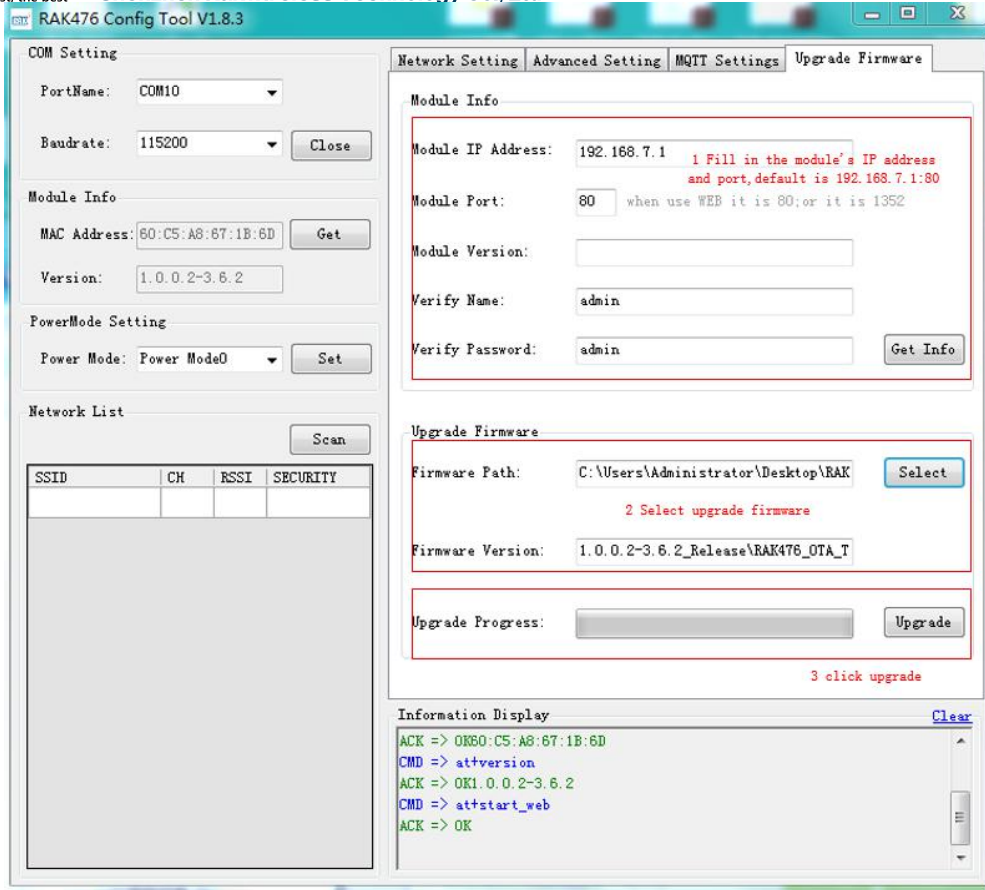 st, the best
RAK476 Config Tool V1.8.3
COM Setting
PortName: COM10
Baudrate: 115200 Close
Module Info
MAC Address: 60:C5:A8:67:1B:6D Get
Version: 1.0.0.2-3.6.2
PowerMode Setting
Power Mode: Power Mode0 Set
Network List
Scan
SSID CH RSSI SECURITY
Network Setting Advanced Setting MQTT Settings Upgrade Firmware
Module Info
Module IP Address: 192.168.7.1
1 Fill in the module's IP address
and port,default is 192.168.7.1:80
Module Port: 80 when use WEB it is 80;or it is 1352
Module Version:
Verify Name: admin
Verify Password: admin Get Info
Upgrade Firmware
Firmware Path: C:\Users\Administrator\Desktop\RAK Select
2 Select upgrade firmware
Firmware Version: 1.0.0.2-3.6.2_Release\RAK476_OTA_T
Upgrade Progress: Upgrade
3 click upgrade
Information Display Clear
ACK => OK60:C5:A8:67:1B:6D
CMD => at+version
ACK => OK1.0.0.2-3.6.2
CMD => at+start_web
ACK => OK